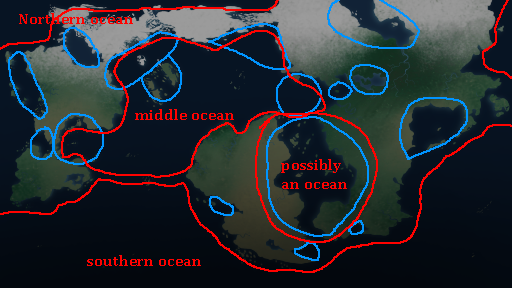 Northern ocean
middle ocean
possibly
an ocean
southern ocean